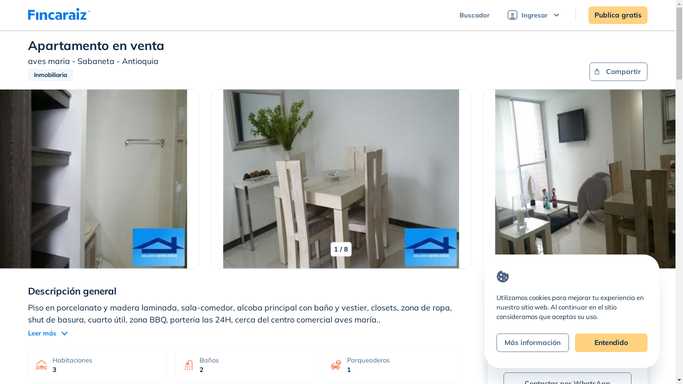 Fincaraiz
Buscador
Ingresar
Publica gratis
Apartamento en venta
aves maria - Sabaneta - Antioquia
Inmobiliaria
Compartir
1 / 8
Descripción general
Piso en porcelanato y madera laminada, sala-comedor, alcoba principal con baño y vestier, closets, zona de ropa,
shut de basura, cuarto útil, zona BBQ, portería las 24H, cerca del centro comercial aves maría,.
Leer más
Habitaciones
3
Baños
2
Parqueaderos
1
Utilizamos cookies para mejorar tu experiencia en
nuestro sitio web. Al continuar en el sitio
consideramos que aceptas su uso.
Más información
Entendido
Contactar por WhatsApp